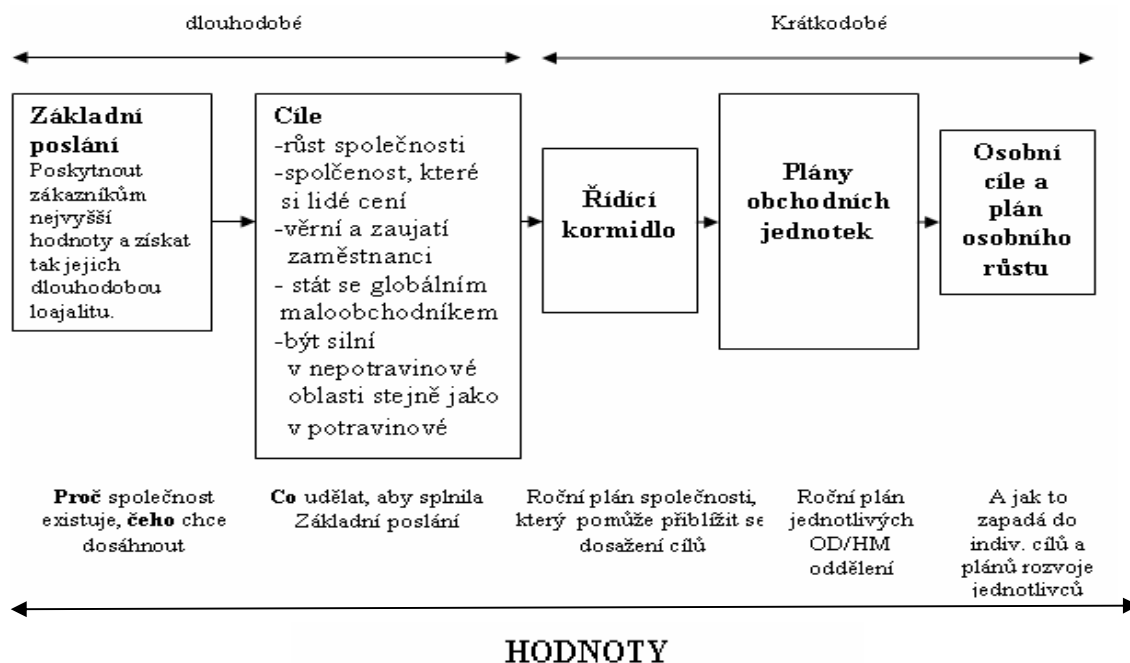 dlouhodobé
Krátkodobé
Základní
poslání
Poskytnout
zákazníkům
nejvyšší
hodnoty a získat
tak jejich
dlouhodobou
loajalitu.
Cíle
-růst společnosti
-spolčenost, které
si lidé cení
-věrní a zaujatí
zaměstnanci
- stát se globálním
maloobchodníkem
-být silní
v nepotravinové
oblasti stejně jako
v potravinové
Řídící
kormidlo
Plány
obchodních
jednotek
Osobní
cíle a
plán
osobního
růstu
Proč společnost
existuje, čeho chce
dosáhnout
Co udělat, aby splnila
Základní poslání
Roční plán společnosti,
který pomůže přiblížit se
dosažení cílů
Roční plán
jednotlivých
OD/HM
oddělení
A jak to
zapadá do
indiv. cílů a
plánů rozvoje
jednotlivců
HODNOTY